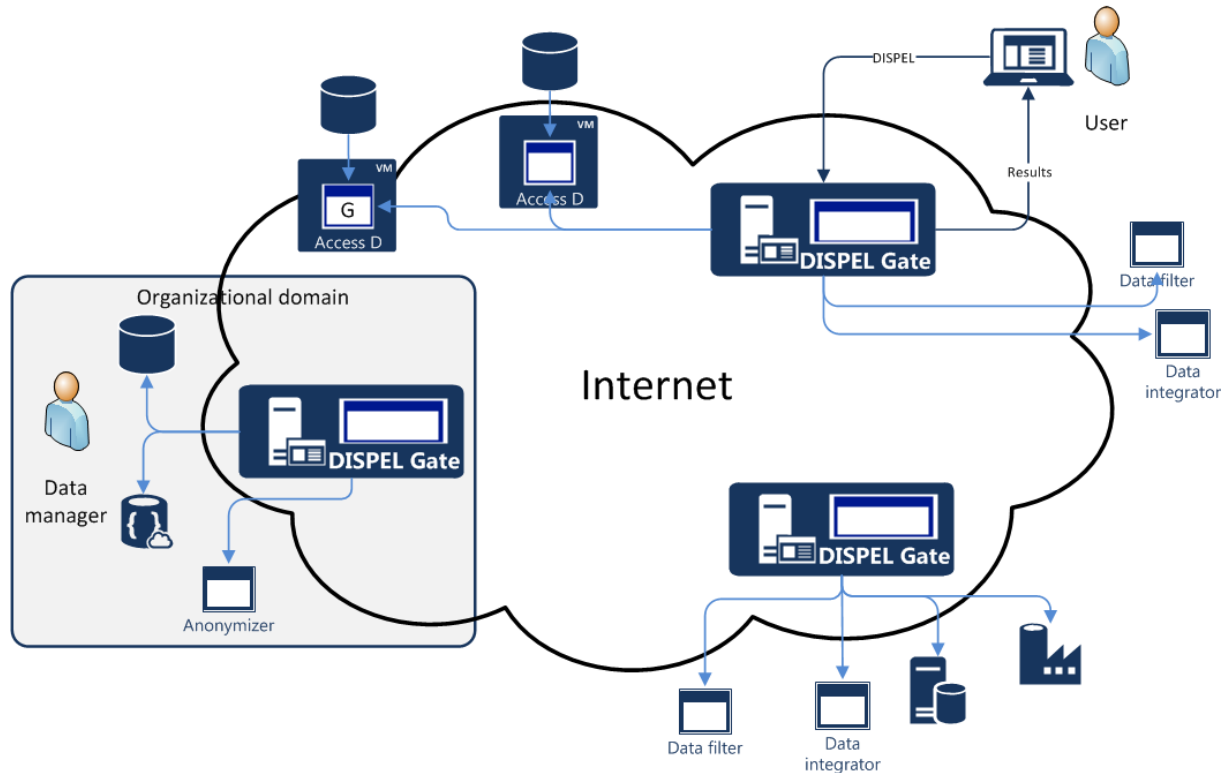 DISPEL
User
VM
VM
Access D
G
Access D
Results
DISPEL Gate
Data filter
Data
integrator
Organizational domain
Internet
Data
manager
DISPEL Gate
{ }
Anonymizer
DISPEL Gate
Data filter
Data
integrator